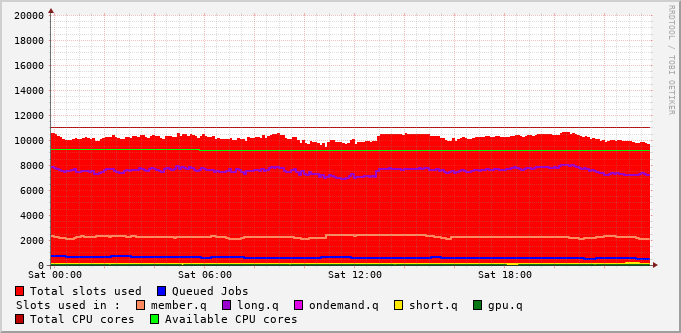 20000
18000
16000
14000
12000
10000
8000
6000
4000
2000
0
Sat 00:00 Sat 06:00 Sat 12:00 Sat 18:00
RRDTOOL / TOBI OETIKER
Total slots used Queued Jobs
Slots used in : member.q long.q ondemand.q short.q gpu.q
Total CPU cores Available CPU cores